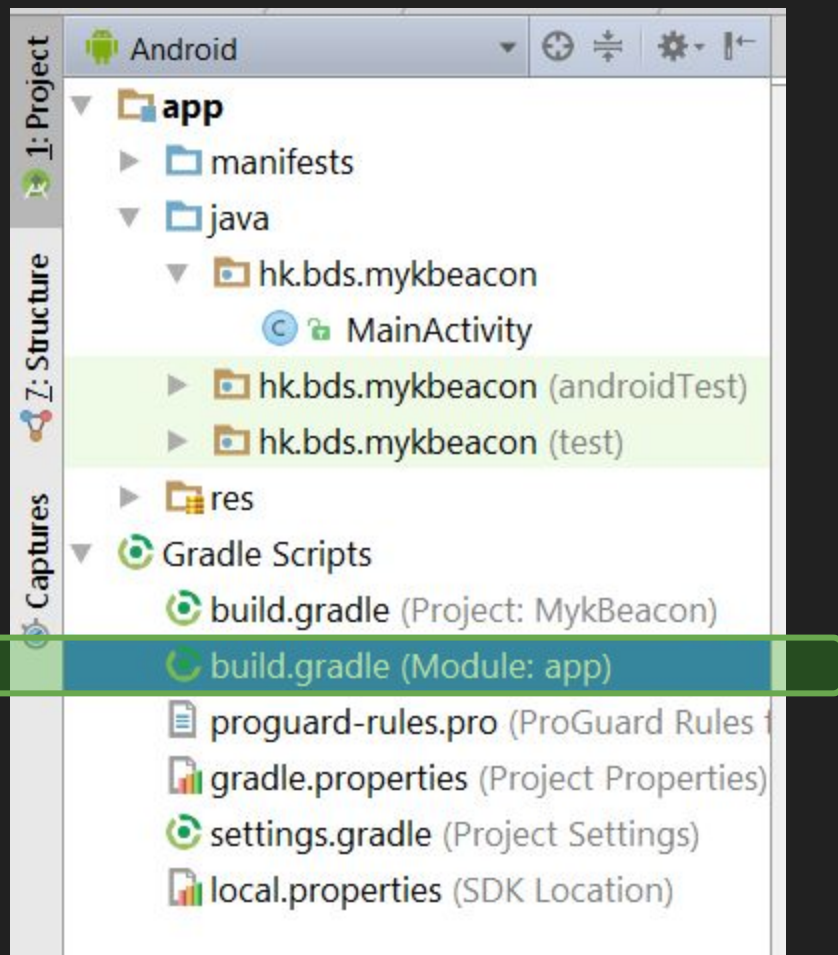 Android
1: Project
7: Structure
Captures
app
manifests
java
hk.bds.mykbeacon
MainActivity
hk.bds.mykbeacon (androidTest)
hk.bds.mykbeacon (test)
res
Gradle Scripts
build.gradle (Project: MykBeacon)
build.gradle (Module: app)
proguard-rules.pro (ProGuard Rules
gradle.properties (Project Properties)
settings.gradle (Project Settings)
local.properties (SDK Location)